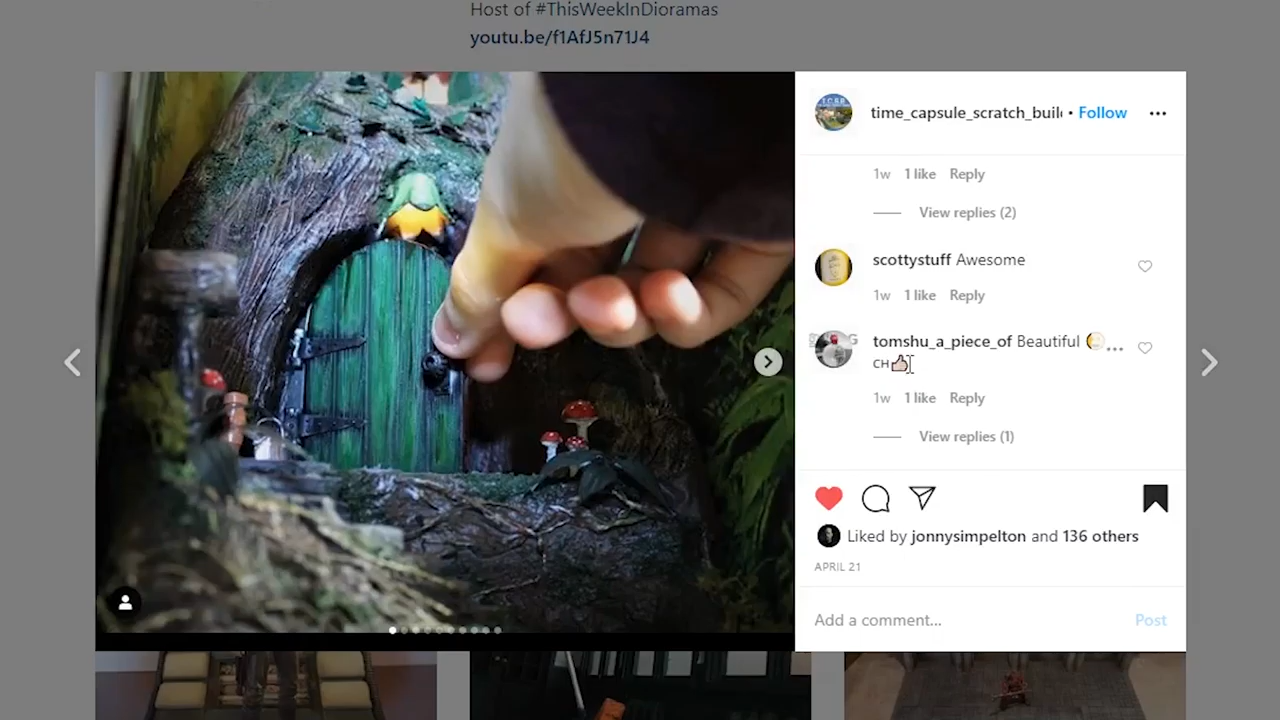 Host of #ThisWeekInDioramas
youtu.be/f1AfJ5n71J4
time_capsule_scratch_buil • Follow
1w 1 like Reply
View replies (2)
scottystuff Awesome
1w 1 like Reply
tomshu_a_piece_of Beautiful
CH
1w 1 like Reply
View replies (1)
Liked by jonnysimpelton and 136 others
APRIL 21
Add a comment... Post